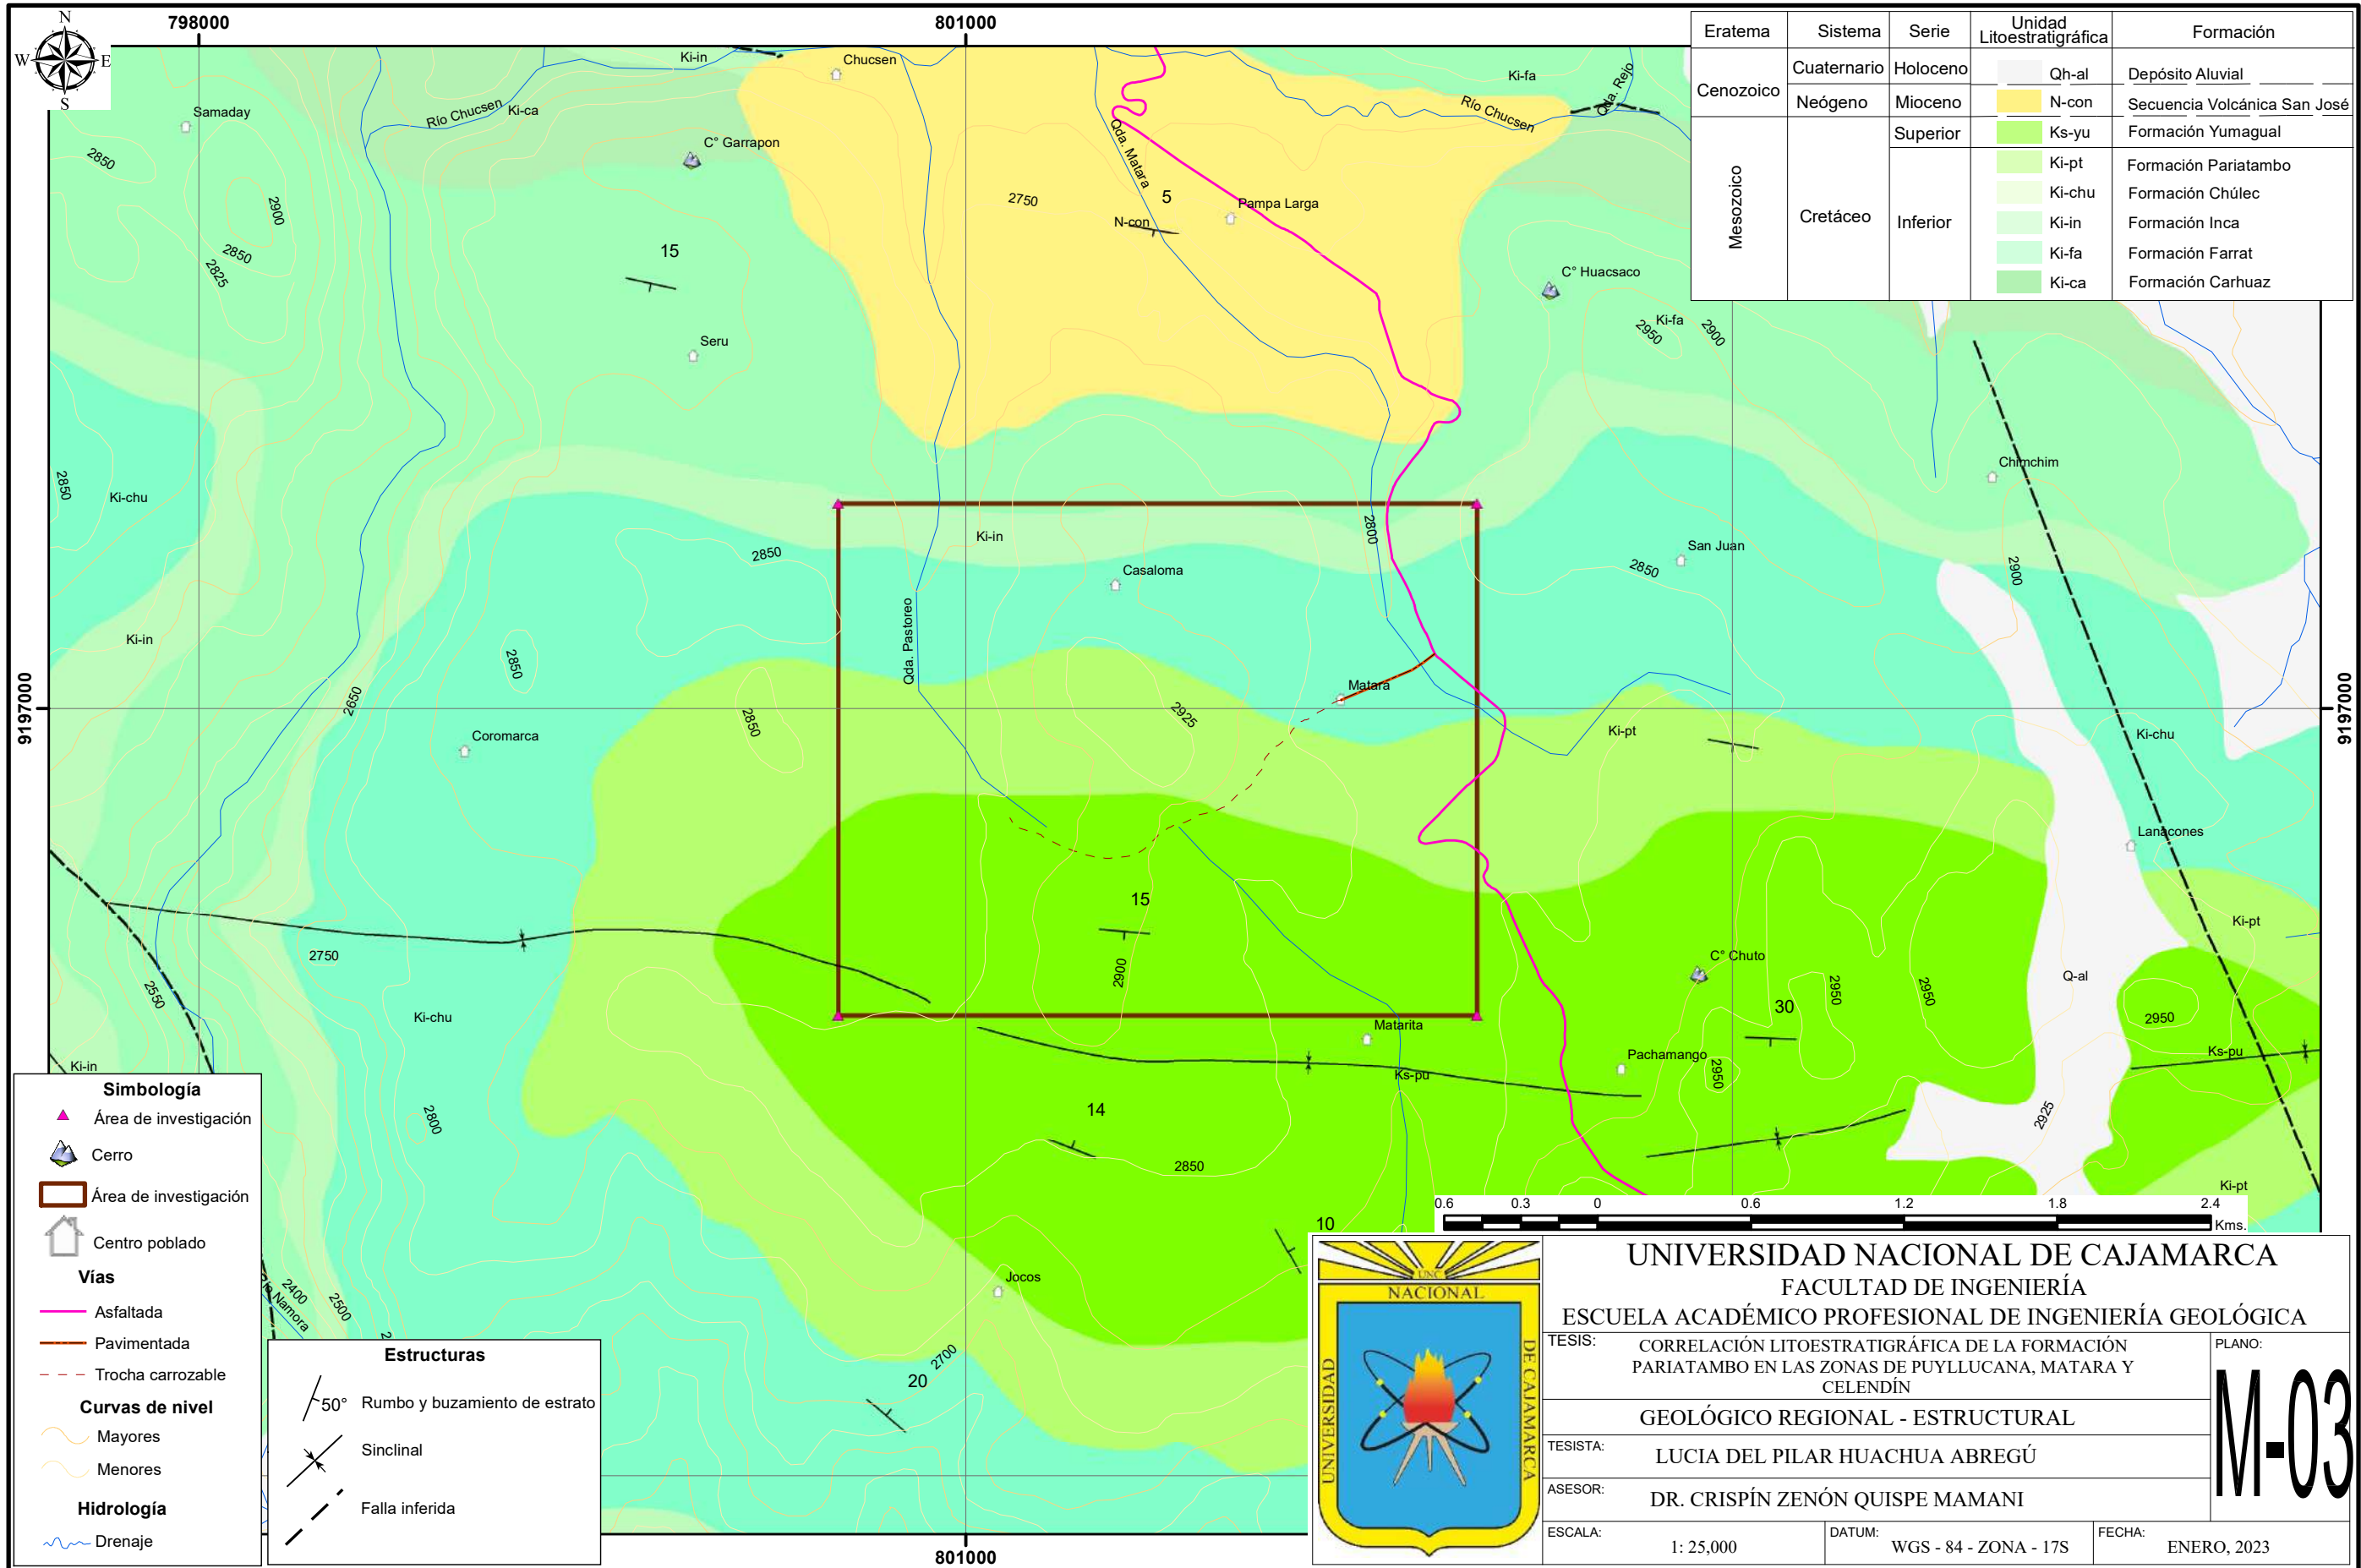 798000
801000
N
W
E
S
Eratema
Sistema
Serie
Unidad
Litoestratigráfica
Formación
Cenozoico
Cuaternario
Holoceno
Qh-al
Depósito Aluvial
Neógeno
Mioceno
N-con
Secuencia Volcánica San José
Mesozoico
Cretáceo
Superior
Ks-yu
Formación Yumagual
Inferior
Ki-pt
Formación Pariatambo
Ki-chu
Formación Chúlec
Ki-in
Formación Inca
Ki-fa
Formación Farrat
Ki-ca
Formación Carhuaz
Ki-in
Chucsen
Ki-fa
Qda. Rejo
Samaday
Río Chucsen
Ki-ca
Río Chucsen
C° Garrapon
Qda. Matara
2850
2900
2750
5
Pampa Larga
N-con
15
2850
2825
C° Huacsaco
Ki-fa
2950
2900
Seru
Chimchim
2850
Ki-chu
Ki-in
2800
2850
San Juan
2850
2900
Casaloma
Ki-in
Qda. Pastoreo
2850
2650
Matara
2925
2850
9197000
9197000
Coromarca
Ki-pt
Ki-chu
Lanacones
15
Ki-pt
2750
2900
C° Chuto
Q-al
2950
2950
2550
Ki-chu
30
2950
Matarita
Pachamango
Ks-pu
Ki-in
2950
Ks-pu
2800
14
2925
2850
Ki-pt
10
Jocos
2400
2500
Río Namora
2700
20
801000
Simbología
Área de investigación
Cerro
Área de investigación
Centro poblado
Vías
Asfaltada
Pavimentada
Trocha carrozable
Curvas de nivel
Mayores
Menores
Hidrología
Drenaje
Estructuras
50°
Rumbo y buzamiento de estrato
Sinclinal
Falla inferida
0.6
0.3
0
0.6
1.2
1.8
2.4
Kms.
UNC
NACIONAL
UNIVERSIDAD
DE CAJAMARCA
UNIVERSIDAD NACIONAL DE CAJAMARCA
FACULTAD DE INGENIERÍA
ESCUELA ACADÉMICO PROFESIONAL DE INGENIERÍA GEOLÓGICA
TESIS:
CORRELACIÓN LITOESTRATIGRÁFICA DE LA FORMACIÓN
PARIATAMBO EN LAS ZONAS DE PUYLLUCANA, MATARA Y
CELENDÍN
PLANO:
M-03
GEOLÓGICO REGIONAL - ESTRUCTURAL
TESISTA:
LUCIA DEL PILAR HUACHUA ABREGÚ
ASESOR:
DR. CRISPÍN ZENÓN QUISPE MAMANI
ESCALA:
1: 25,000
DATUM:
WGS - 84 - ZONA - 17S
FECHA:
ENERO, 2023